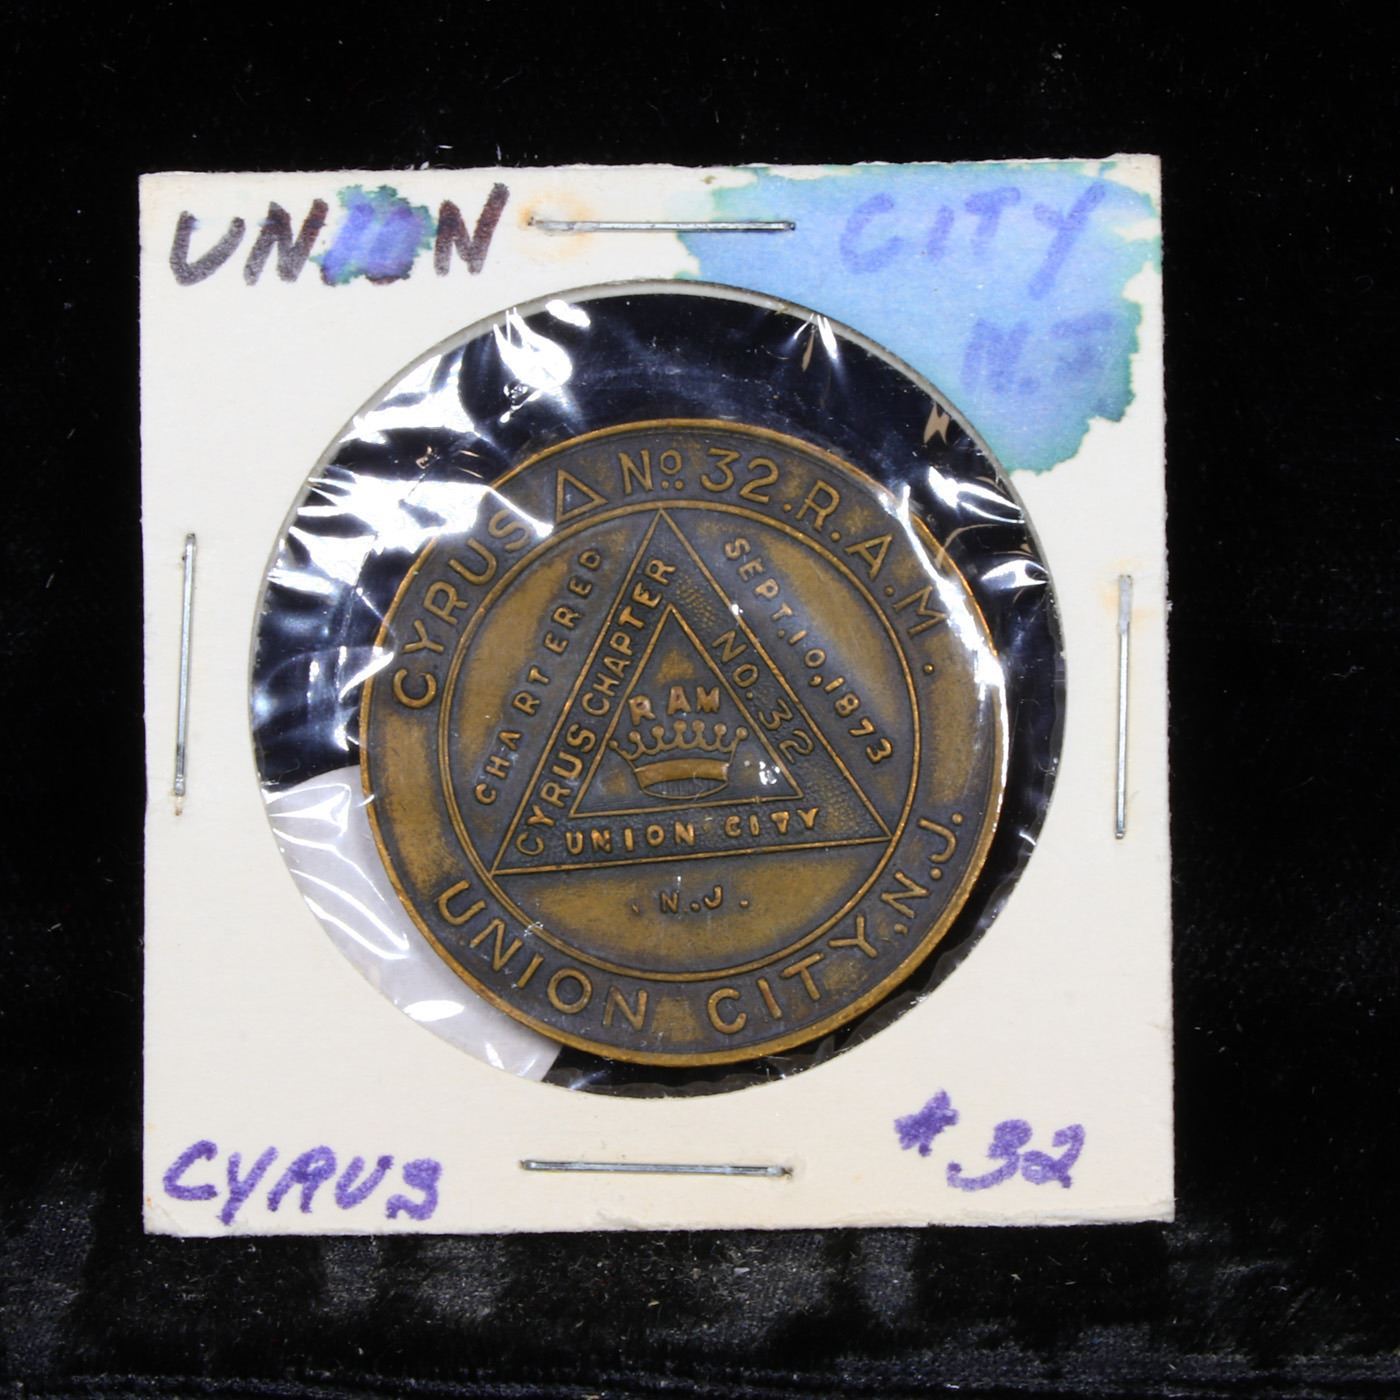 UNION CITY
N.J
CYRUS △ No. 32. R. A. M.
UNION CITY, N.J.
CHARTERED SEPT. 10, 1873
CYRUS CHAPTER NO. 32
UNION CITY
. N.J .
R A M
CYRUS #32